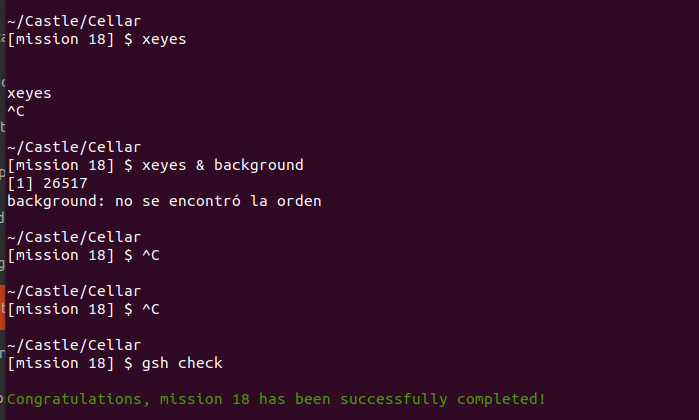 ~/Castle/Cellar
[mission 18] $ xeyes
xeyes
^C
~/Castle/Cellar
[mission 18] $ xeyes & background
[1] 26517
background: no se encontró la orden
~/Castle/Cellar
[mission 18] $ ^C
~/Castle/Cellar
[mission 18] $ ^C
~/Castle/Cellar
[mission 18] $ gsh check
Congratulations, mission 18 has been successfully completed!